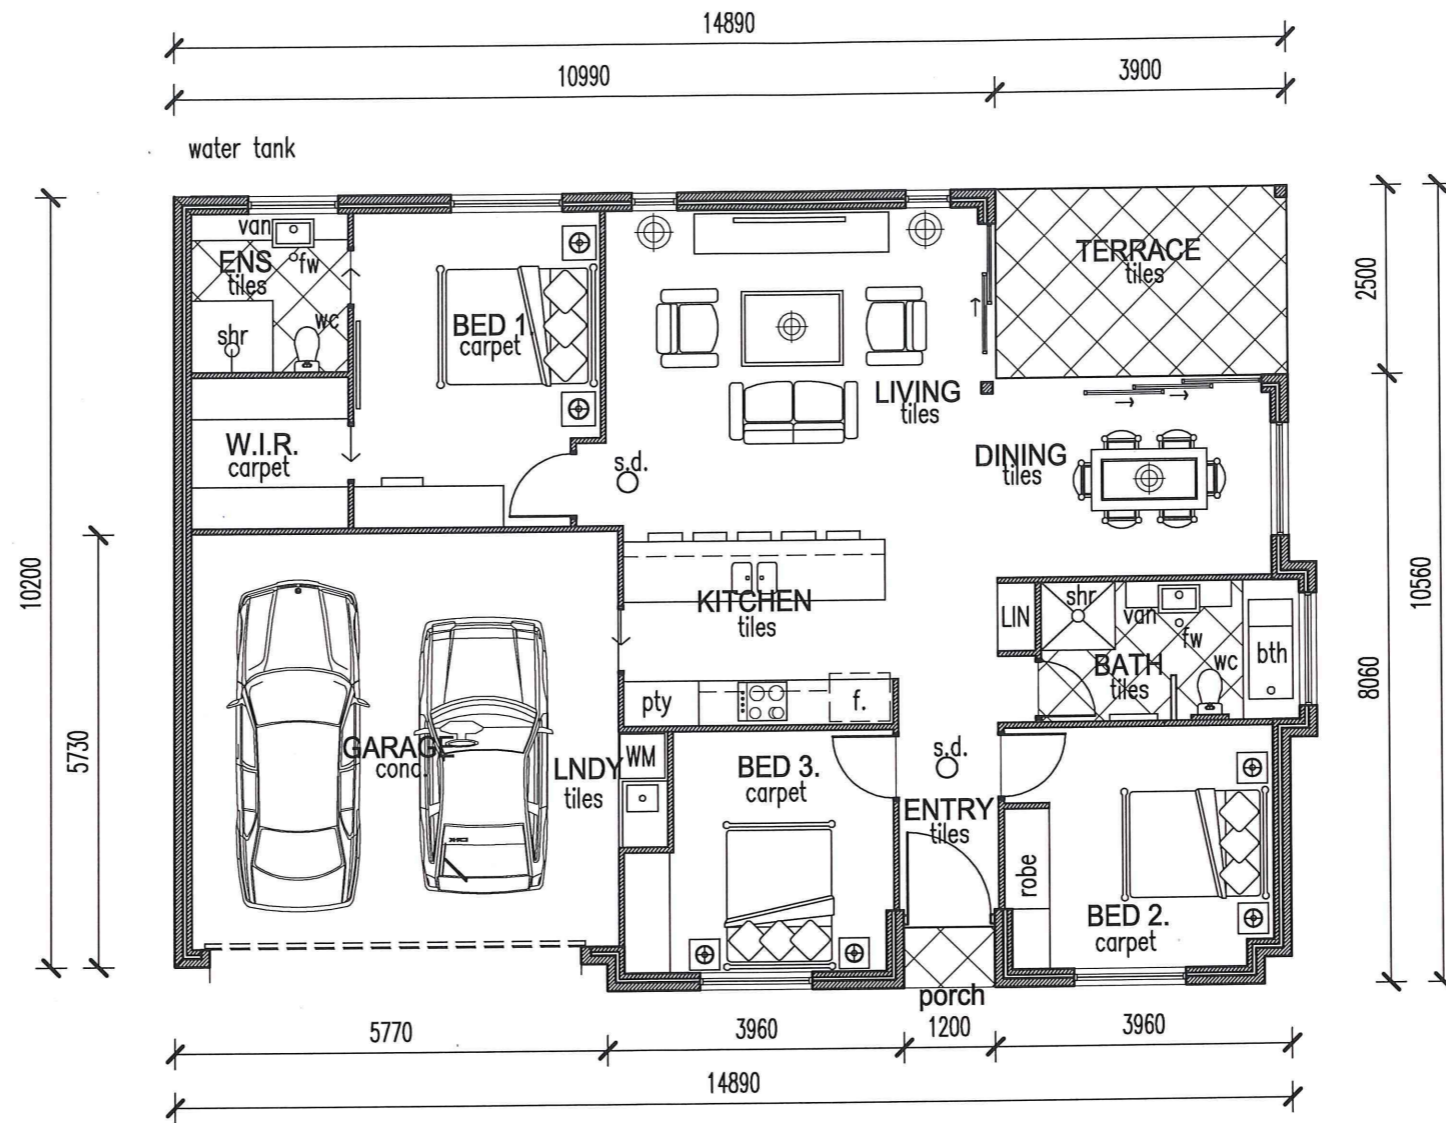 14890
10990
3900
water tank
van
ENS
fw
tiles
wc
shr
BED 1.
carpet
TERRACE
tiles
2500
LIVING
tiles
W.I.R.
carpet
s.d.
DINING
tiles
10200
10560
5730
KITCHEN
tiles
LIN
shr
van
fw
BATH
tiles
wc
bth
8060
pty
f.
GARAGE
conc.
LNDY
tiles
WM
BED 3.
carpet
s.d.
ENTRY
tiles
robe
BED 2.
carpet
porch
5770
3960
1200
3960
14890